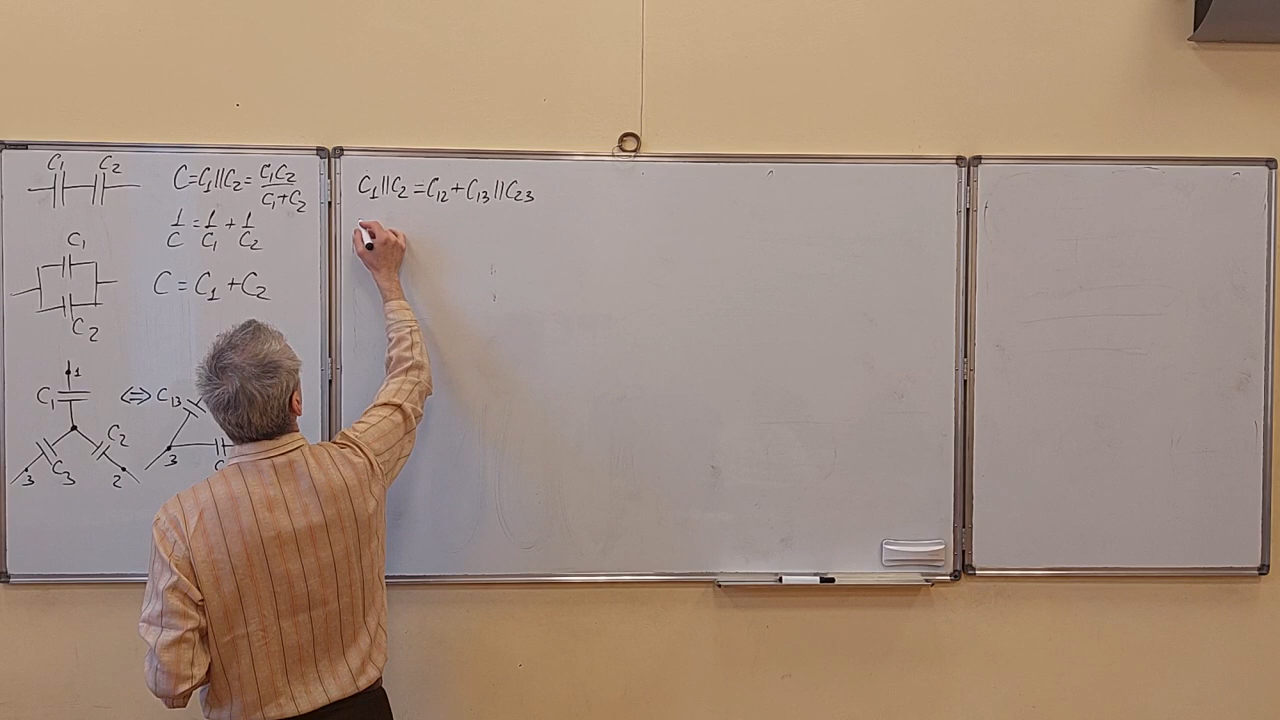 C₁ C₂
C=C₁||C₂= C₁C₂/C₁+C₂
1/C = 1/C₁ + 1/C₂
C₁
C = C₁ + C₂
C₂
1
C₁ ⇔ C₁₃
C₂
3 C₃ 2 3
C₁||C₂ = C₁₂ + C₁₃||C₂₃